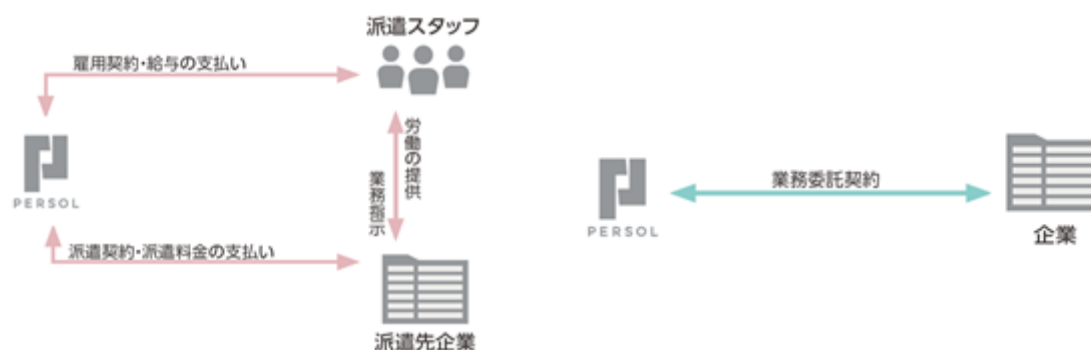 派遣スタッフ
雇用契約・給与の支払い
PERSOL
労働の提供
業務指示
派遣契約・派遣料金の支払い
派遣先企業
業務委託契約
PERSOL
企業